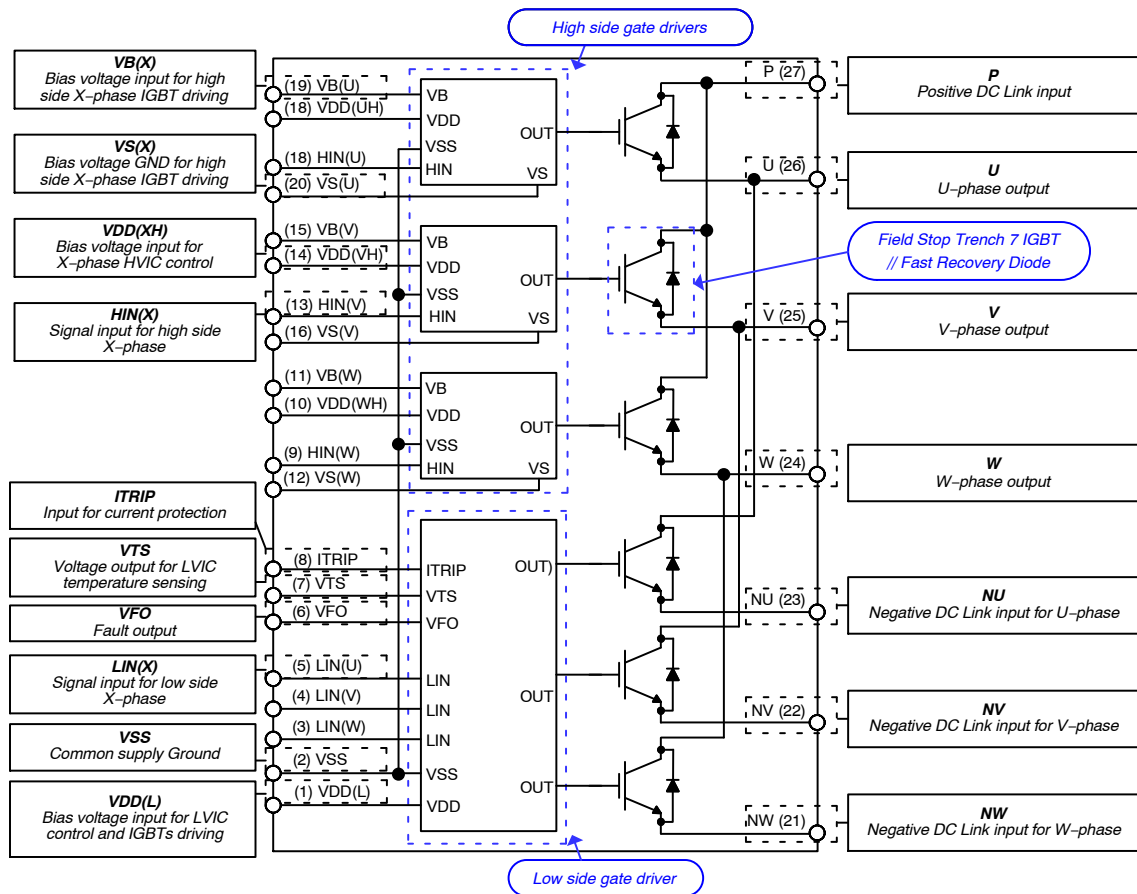 High side gate drivers
VB(X)
Bias voltage input for high
side X-phase IGBT driving
VS(X)
Bias voltage GND for high
side X-phase IGBT driving
VDD(XH)
Bias voltage input for
X-phase HVIC control
HIN(X)
Signal input for high side
X-phase
ITRIP
Input for current protection
VTS
Voltage output for LVIC
temperature sensing
VFO
Fault output
LIN(X)
Signal input for low side
X-phase
VSS
Common supply Ground
VDD(L)
Bias voltage input for LVIC
control and IGBTs driving
(19) VB(U)
(18) VDD(UH)
(18) HIN(U)
(20) VS(U)
VB
VDD
VSS
HIN
OUT
VS
(15) VB(V)
(14) VDD(VH)
(13) HIN(V)
(16) VS(V)
VB
VDD
VSS
HIN
OUT
VS
(11) VB(W)
(10) VDD(WH)
(9) HIN(W)
(12) VS(W)
VB
VDD
VSS
HIN
OUT
VS
(8) ITRIP
(7) VTS
(6) VFO
(5) LIN(U)
(4) LIN(V)
(3) LIN(W)
(2) VSS
(1) VDD(L)
ITRIP
VTS
VFO
LIN
LIN
LIN
VSS
VDD
OUT)
OUT
OUT
Low side gate driver
P (27)
U (26)
V (25)
W (24)
NU (23)
NV (22)
NW (21)
P
Positive DC Link input
U
U-phase output
Field Stop Trench 7 IGBT
// Fast Recovery Diode
V
V-phase output
W
W-phase output
NU
Negative DC Link input for U-phase
NV
Negative DC Link input for V-phase
NW
Negative DC Link input for W-phase